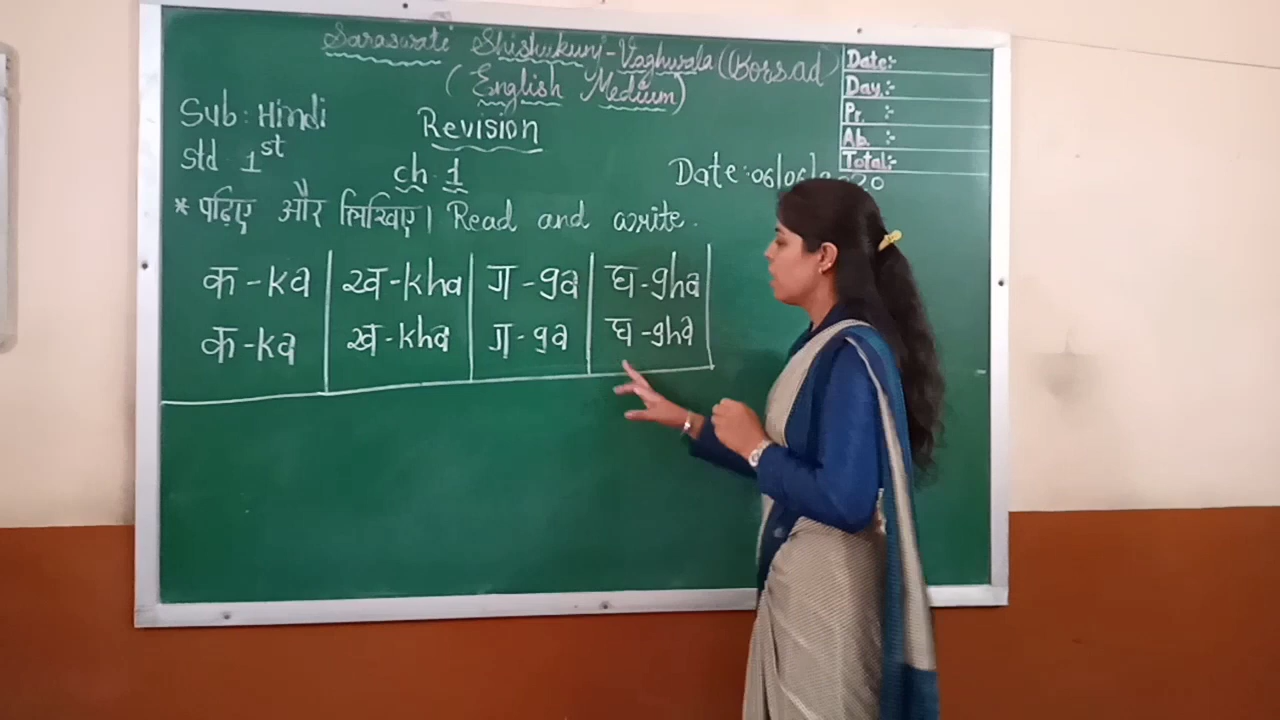 Saraswati Shishukunj-Vaghwala (Borsad)
(English Medium)
Date:-
Day:-
Pr. :-
Ab. :-
Total:-
Sub: Hindi
Revision
Std. 1st
ch. 1
Date:-06/06/2020
* पढ़िए और लिखिए। Read and write.
क - ka ख - kha ग - ga घ - gha
क - ka ख - kha ग - ga घ - gha